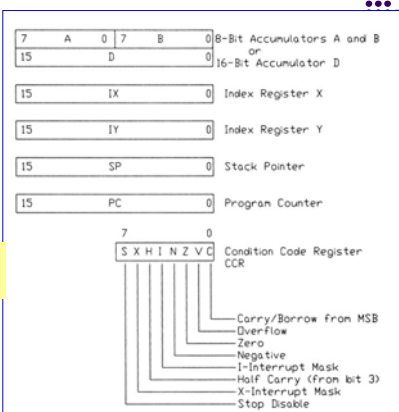 7 A 0 7 B 0 8-Bit Accumulators A and B
or
15 D 0 16-Bit Accumulator D
15 IX 0 Index Register X
15 IY 0 Index Register Y
15 SP 0 Stack Pointer
15 PC 0 Program Counter
7 0
S X H I N Z V C Condition Code Register
CCR
Carry/Borrow from MSB
Overflow
Zero
Negative
I-Interrupt Mask
Half Carry (from bit 3)
X-Interrupt Mask
Stop Disable